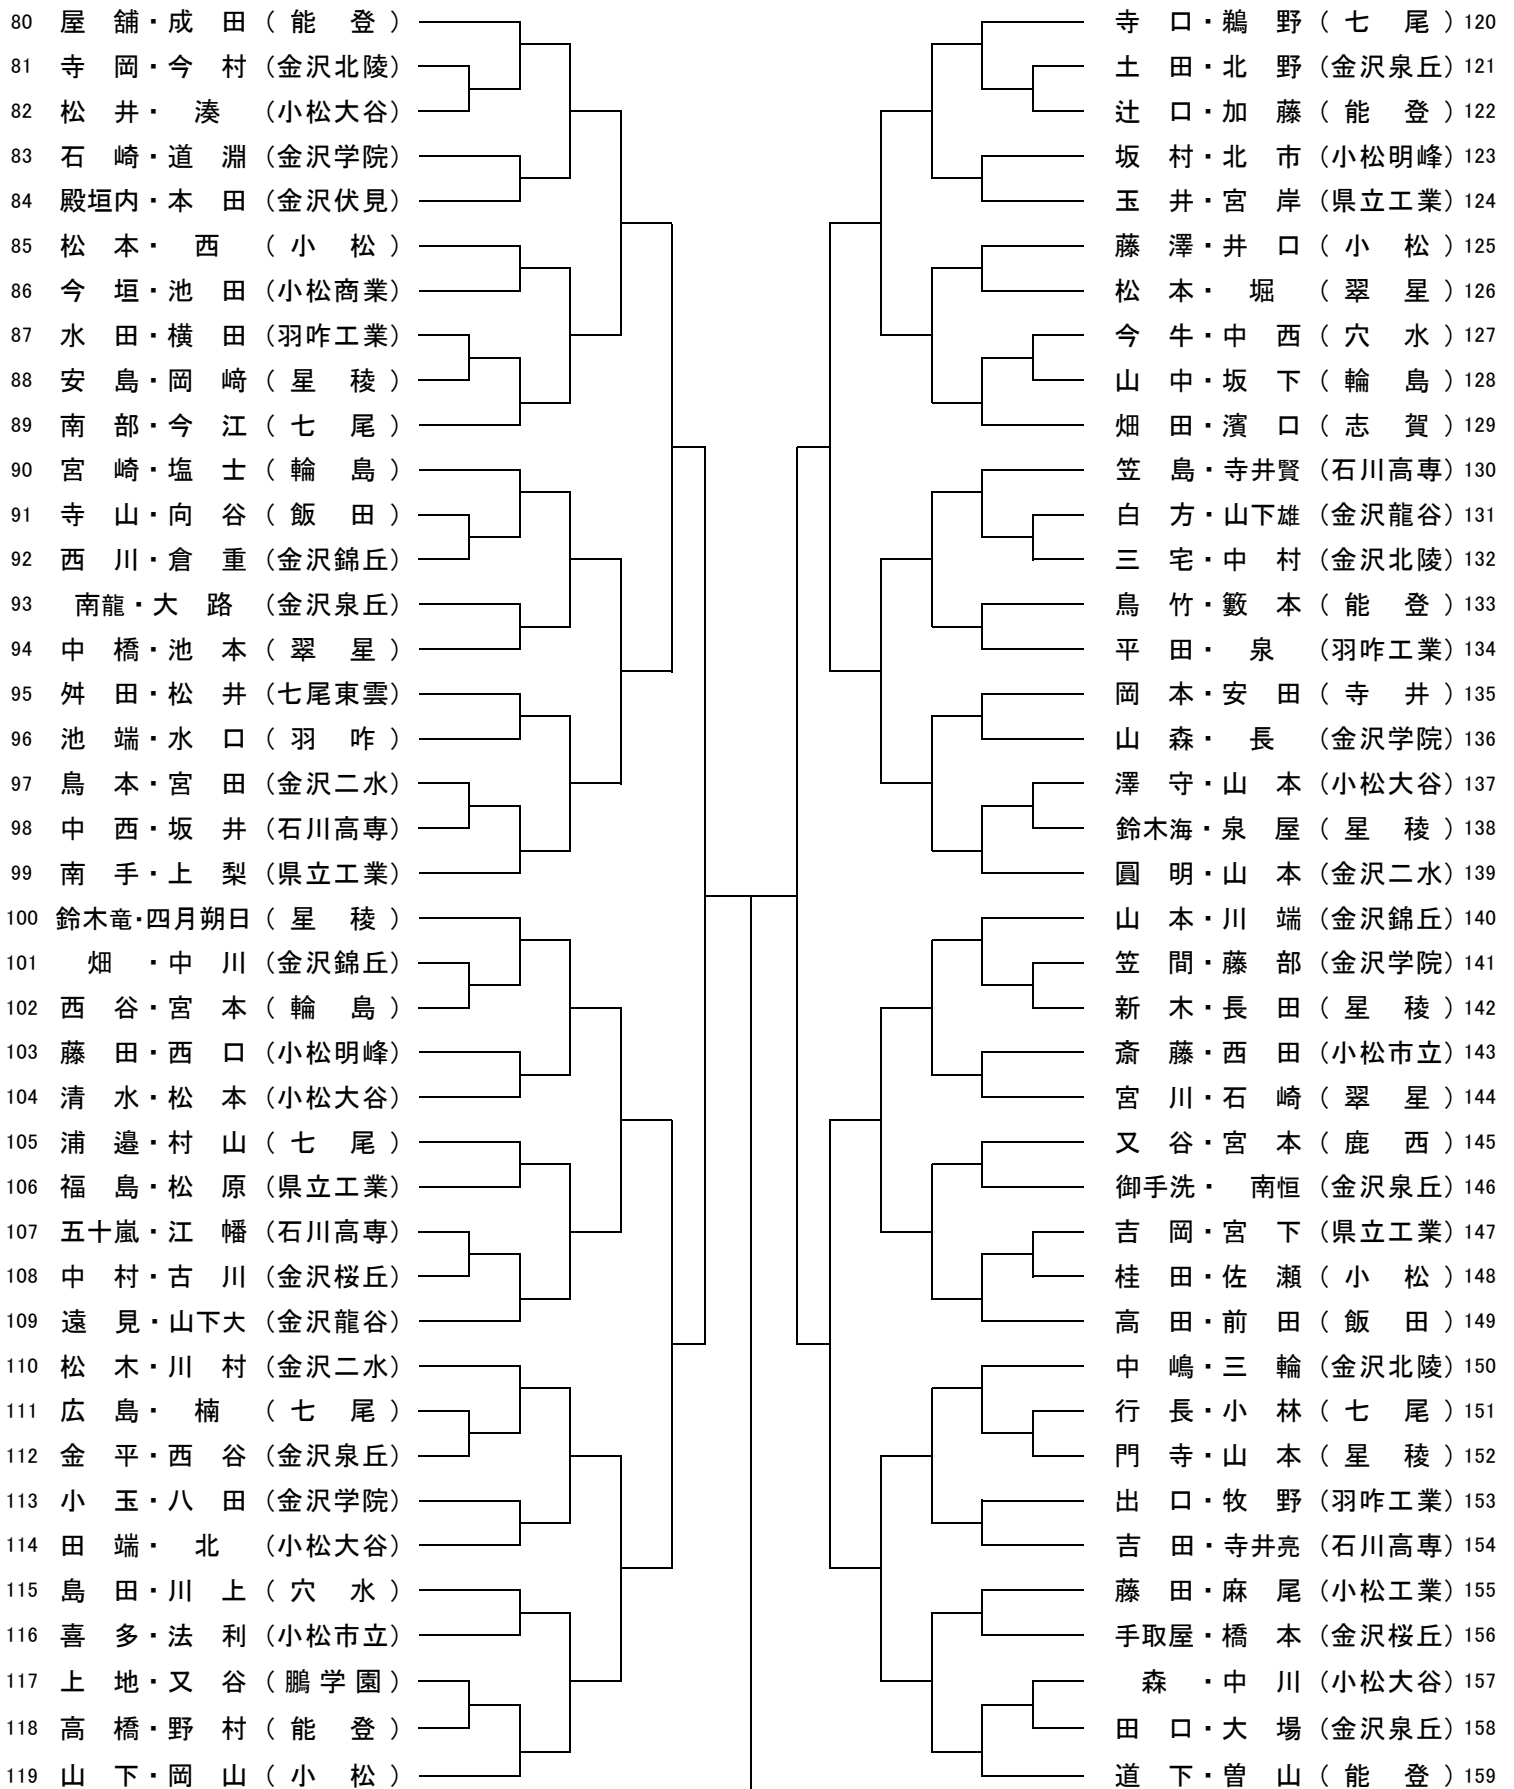 80 屋 舗・成 田 ( 能 登 )
81 寺 岡・今 村 (金沢北陵)
82 松 井・ 湊 (小松大谷)
83 石 崎・道 淵 (金沢学院)
84 殿垣内・本 田 (金沢伏見)
85 松 本・ 西 ( 小 松 )
86 今 垣・池 田 (小松商業)
87 水 田・横 田 (羽咋工業)
88 安 島・岡 﨑 ( 星 稜 )
89 南 部・今 江 ( 七 尾 )
90 宮 崎・塩 士 ( 輪 島 )
91 寺 山・向 谷 ( 飯 田 )
92 西 川・倉 重 (金沢錦丘)
93 南龍・大 路 (金沢泉丘)
94 中 橋・池 本 ( 翠 星 )
95 舛 田・松 井 (七尾東雲)
96 池 端・水 口 ( 羽 咋 )
97 鳥 本・宮 田 (金沢二水)
98 中 西・坂 井 (石川高専)
99 南 手・上 梨 (県立工業)
100 鈴木竜・四月朔日 ( 星 稜 )
101 畑 ・中 川 (金沢錦丘)
102 西 谷・宮 本 ( 輪 島 )
103 藤 田・西 口 (小松明峰)
104 清 水・松 本 (小松大谷)
105 浦 邉・村 山 ( 七 尾 )
106 福 島・松 原 (県立工業)
107 五十嵐・江 幡 (石川高専)
108 中 村・古 川 (金沢桜丘)
109 遠 見・山下大 (金沢龍谷)
110 松 木・川 村 (金沢二水)
111 広 島・ 楠 ( 七 尾 )
112 金 平・西 谷 (金沢泉丘)
113 小 玉・八 田 (金沢学院)
114 田 端・ 北 (小松大谷)
115 島 田・川 上 ( 穴 水 )
116 喜 多・法 利 (小松市立)
117 上 地・又 谷 ( 鵬学園 )
118 高 橋・野 村 ( 能 登 )
119 山 下・岡 山 ( 小 松 )
寺 口・鵜 野 ( 七 尾 ) 120
土 田・北 野 (金沢泉丘) 121
辻 口・加 藤 ( 能 登 ) 122
坂 村・北 市 (小松明峰) 123
玉 井・宮 岸 (県立工業) 124
藤 澤・井 口 ( 小 松 ) 125
松 本・ 堀 ( 翠 星 ) 126
今 牛・中 西 ( 穴 水 ) 127
山 中・坂 下 ( 輪 島 ) 128
畑 田・濱 口 ( 志 賀 ) 129
笠 島・寺井賢 (石川高専) 130
白 方・山下雄 (金沢龍谷) 131
三 宅・中 村 (金沢北陵) 132
鳥 竹・籔 本 ( 能 登 ) 133
平 田・ 泉 (羽咋工業) 134
岡 本・安 田 ( 寺 井 ) 135
山 森・ 長 (金沢学院) 136
澤 守・山 本 (小松大谷) 137
鈴木海・泉 屋 ( 星 稜 ) 138
圓 明・山 本 (金沢二水) 139
山 本・川 端 (金沢錦丘) 140
笠 間・藤 部 (金沢学院) 141
新 木・長 田 ( 星 稜 ) 142
斎 藤・西 田 (小松市立) 143
宮 川・石 崎 ( 翠 星 ) 144
又 谷・宮 本 ( 鹿 西 ) 145
御手洗・ 南恒 (金沢泉丘) 146
吉 岡・宮 下 (県立工業) 147
桂 田・佐 瀬 ( 小 松 ) 148
高 田・前 田 ( 飯 田 ) 149
中 嶋・三 輪 (金沢北陵) 150
行 長・小 林 ( 七 尾 ) 151
門 寺・山 本 ( 星 稜 ) 152
出 口・牧 野 (羽咋工業) 153
吉 田・寺井亮 (石川高専) 154
藤 田・麻 尾 (小松工業) 155
手取屋・橋 本 (金沢桜丘) 156
森 ・中 川 (小松大谷) 157
田 口・大 場 (金沢泉丘) 158
道 下・曽 山 ( 能 登 ) 159